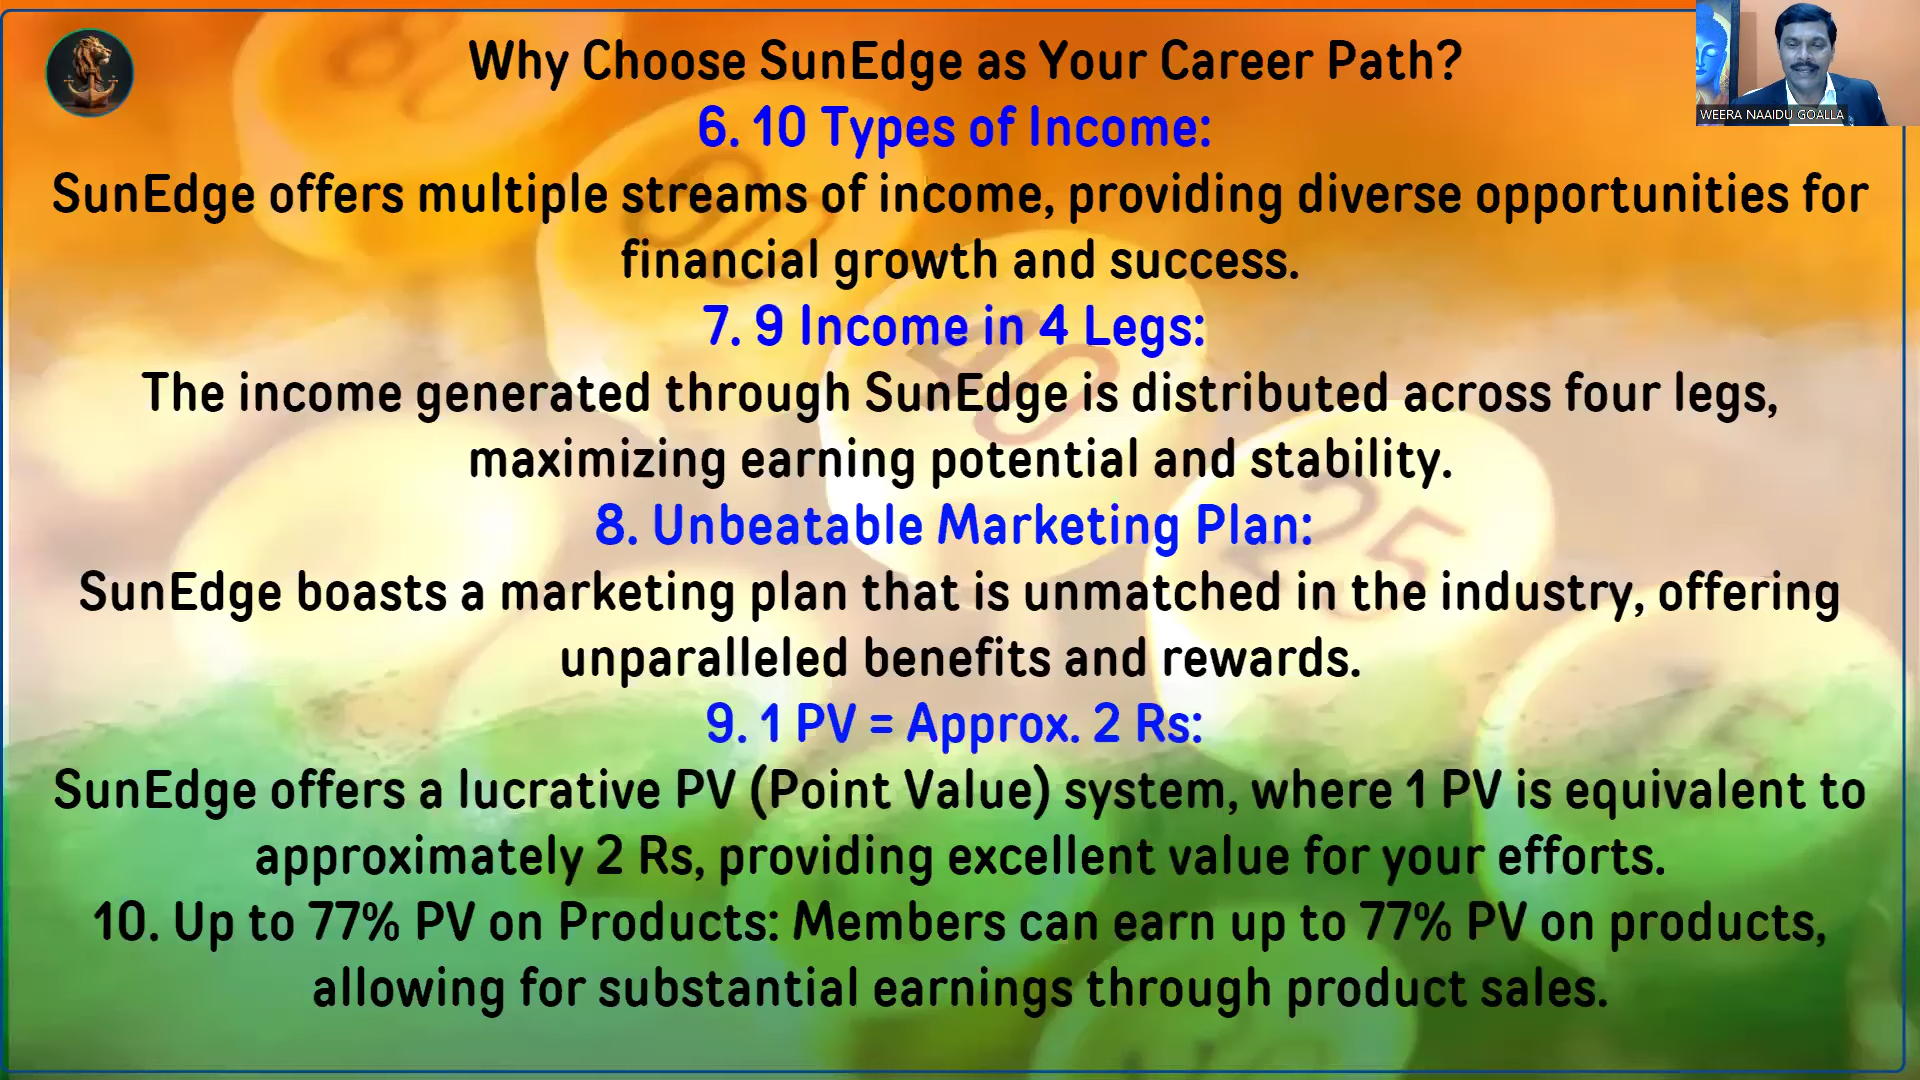 Why Choose SunEdge as Your Career Path?
WEERA NAAIDU GOALLA
6. 10 Types of Income:
SunEdge offers multiple streams of income, providing diverse opportunities for
financial growth and success.
7. 9 Income in 4 Legs:
The income generated through SunEdge is distributed across four legs,
maximizing earning potential and stability.
8. Unbeatable Marketing Plan:
SunEdge boasts a marketing plan that is unmatched in the industry, offering
unparalleled benefits and rewards.
9. 1 PV = Approx. 2 Rs:
SunEdge offers a lucrative PV (Point Value) system, where 1 PV is equivalent to
approximately 2 Rs, providing excellent value for your efforts.
10. Up to 77% PV on Products: Members can earn up to 77% PV on products,
allowing for substantial earnings through product sales.
10
40
25